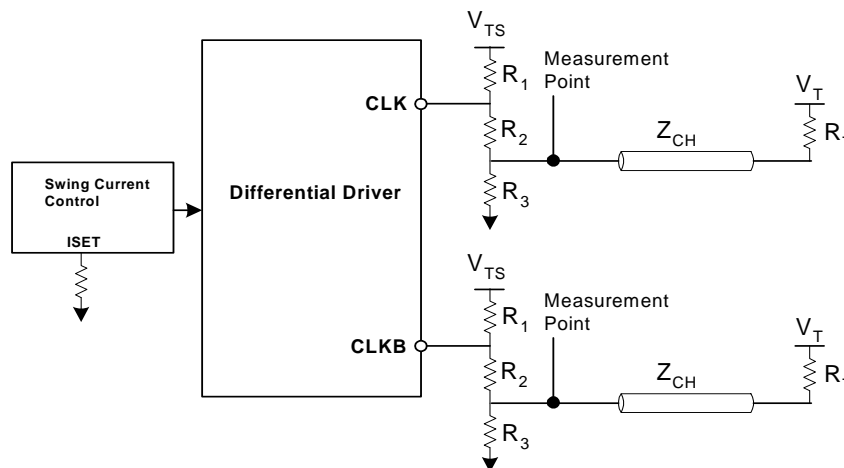 V_TS
R_1
Measurement
Point
V_T
CLK
R_2
Z_CH
R
Swing Current
Control
Differential Driver
R_3
ISET
V_TS
R_1
Measurement
Point
V_T
CLKB
R_2
Z_CH
R
R_3